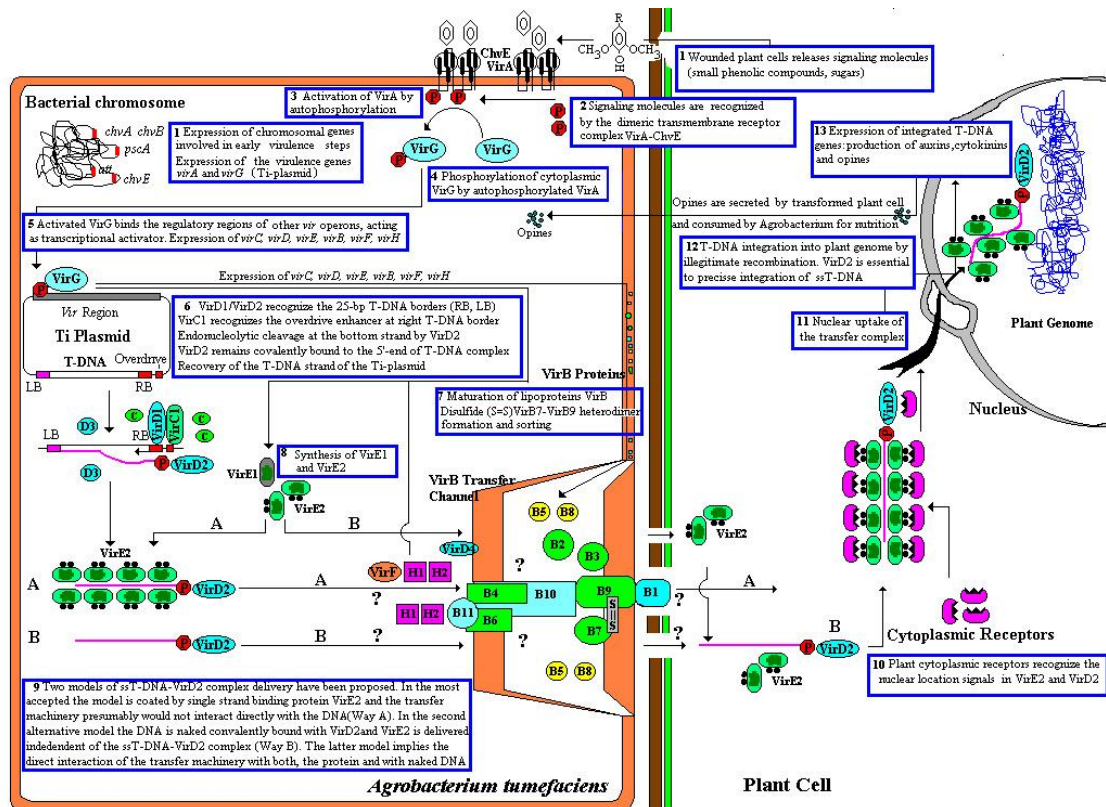 R
CH₃O
OCH₃
OH
ChvE
VirA
1 Wounded plant cells releases signaling molecules
(small phenolic compounds, sugars)
Bacterial chromosome
chvA chvB
pscA
att
chvE
1 Expression of chromosomal genes
involved in early virulence steps
Expression of the virulence genes
virA and virG (Ti-plasmid)
3 Activation of VirA by
autophosphorylation
P P
P
P
2 Signaling molecules are recognized
by the dimeric transmembrane receptor
complex VirA-ChvE
VirG
P
VirG
4 Phosphorylation of cytoplasmic
VirG by autophosphorylated VirA
13 Expression of integrated T-DNA
genes: production of auxins, cytokinins
and opines
VirD2
P
5 Activated VirG binds the regulatory regions of other vir operons, acting
as transcriptional activator. Expression of virC, virD, virE, virB, virF, virH
Opines
Opines are secreted by transformed plant cell
and consumed by Agrobacterium for nutrition
12 T-DNA integration into plant genome by
illegitimate recombination. VirD2 is essential
to precise integration of ssT-DNA
Plant Genome
Nucleus
11 Nuclear uptake of
the transfer complex
VirG
P
Expression of virC, virD, virE, virB, virF, virH
Vir Region
Ti Plasmid
T-DNA
Overdrive
LB
RB
6 VirD1/VirD2 recognize the 25-bp T-DNA borders (RB, LB)
VirC1 recognizes the overdrive enhancer at right T-DNA border
Endonucleolytic cleavage at the bottom strand by VirD2
VirD2 remains covalently bound to the 5'-end of T-DNA complex
Recovery of the T-DNA strand of the Ti-plasmid
VirB Proteins
7 Maturation of lipoproteins VirB
Disulfide (S=S)VirB7-VirB9 heterodimer
formation and sorting
LB
D3
D3
RB
VirD1
VirC1
C
C
C
P
VirD2
8 Synthesis of VirE1
and VirE2
VirE1
VirE2
VirB Transfer
Channel
A
B
VirE2
A
P
VirD2
A
?
B
P
VirD2
B
?
VirD4
VirF
H1 H2
H1 H2
B5 B8
B2
B3
?
B4
B10
B9
B1
B11
B6
S=S
B7
?
B5 B8
VirE2
?
A
?
P
B
VirD2
VirE2
VirD2
P
Cytoplasmic Receptors
10 Plant cytoplasmic receptors recognize the
nuclear location signals in VirE2 and VirD2
9 Two models of ssT-DNA-VirD2 complex delivery have been proposed. In the most
accepted the model is coated by single strand binding protein VirE2 and the transfer
machinery presumably would not interact directly with the DNA(Way A). In the second
alternative model the DNA is naked convalently bound with VirD2and VirE2 is delivered
indedendent of the ssT-DNA-VirD2 complex (Way B). The latter model implies the
direct interaction of the transfer machinery with both, the protein and with naked DNA
Agrobacterium tumefaciens
Plant Cell